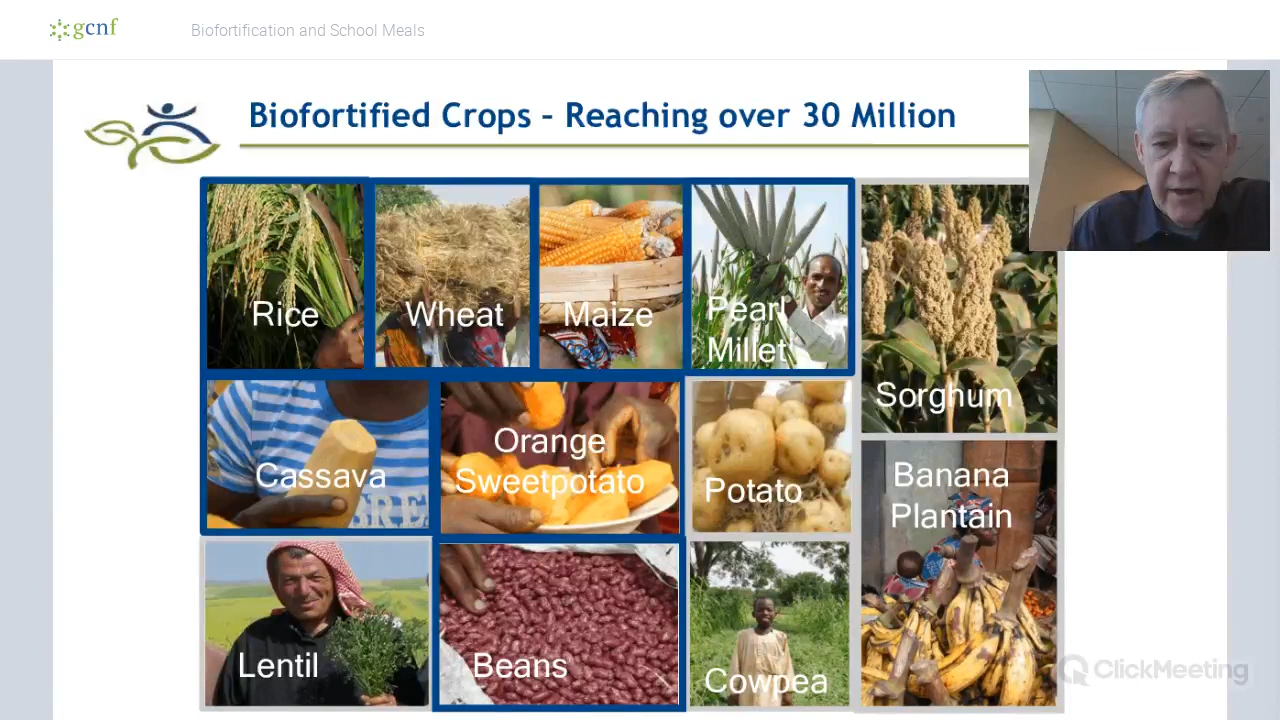 gcnf
Biofortification and School Meals
Biofortified Crops – Reaching over 30 Million
Rice
Wheat
Maize
Pearl
Millet
Sorghum
Cassava
Orange
Sweetpotato
Potato
Banana
Plantain
Lentil
Beans
Cowpea
ClickMeeting